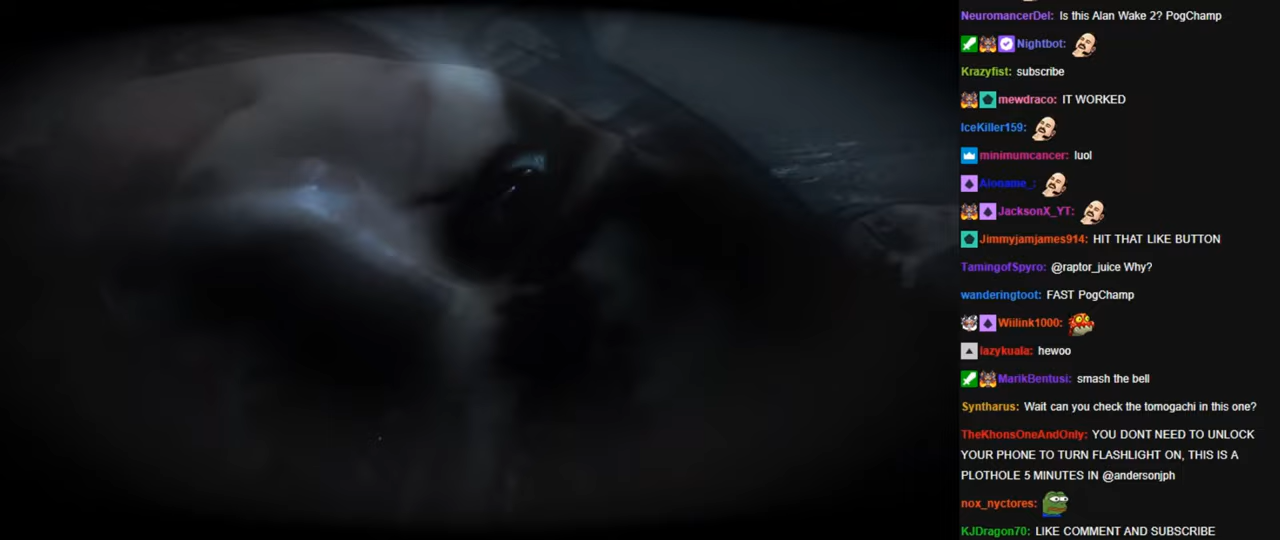 NeuromancerDel: Is this Alan Wake 2? PogChamp
Nightbot:
Krazyfist: subscribe
mewdraco: IT WORKED
IceKiller159:
minimumcancer: luol
Aloname_:
JacksonX_YT:
Jimmyjamjames914: HIT THAT LIKE BUTTON
TamingofSpyro: @raptor_juice Why?
wanderingtoot: FAST PogChamp
Wiilink1000:
lazykuala: hewoo
MarikBentusi: smash the bell
Syntharus: Wait can you check the tomogachi in this one?
TheKhonsOneAndOnly: YOU DONT NEED TO UNLOCK
YOUR PHONE TO TURN FLASHLIGHT ON, THIS IS A
PLOTHOLE 5 MINUTES IN @andersonjph
nox_nyctores:
KJDragon70: LIKE COMMENT AND SUBSCRIBE